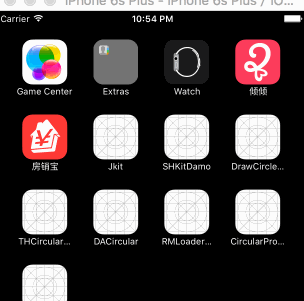 iPhone 6s Plus - iPhone 6s Plus / iO...
Carrier 10:54 PM
Game Center Extras Watch 倾倾
房销宝 Jkit SHKitDamo DrawCircle...
THCircular... DACircular RMLoader... CircularPro...